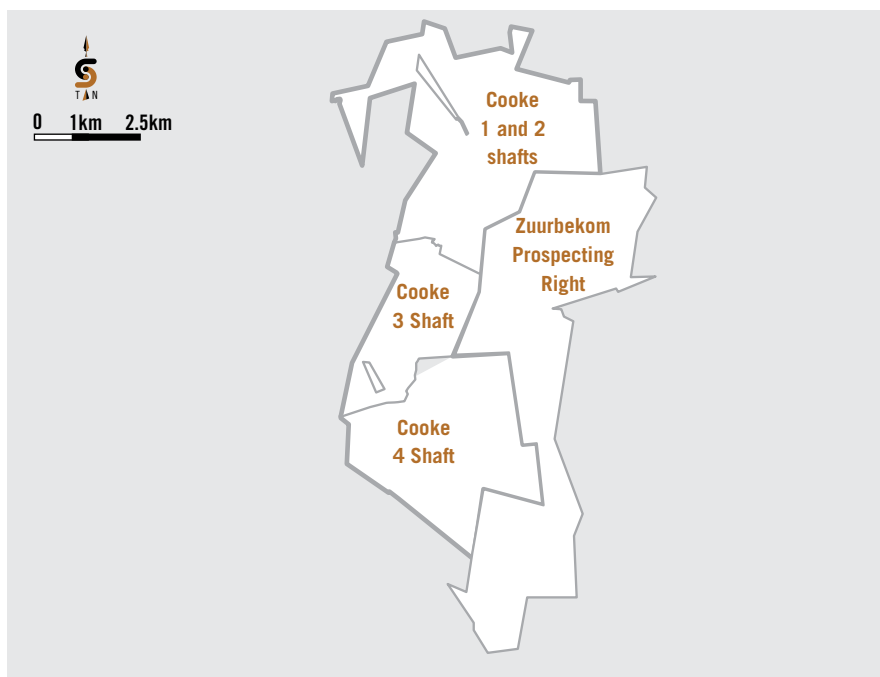 T N
0 1km 2.5km
Cooke
1 and 2
shafts
Zuurbekom
Prospecting
Right
Cooke
3 Shaft
Cooke
4 Shaft